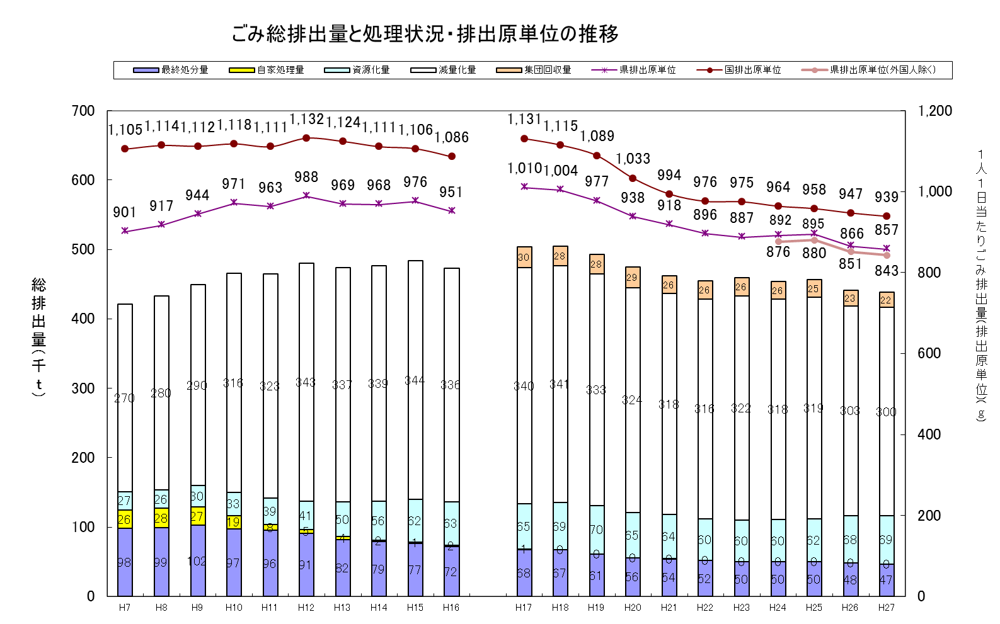 ごみ総排出量と処理状況・排出原単位の推移
最終処分量 自家処理量 資源化量 減量化量 集団回収量 県排出原単位 国排出原単位 県排出原単位(外国人除く)
700
600
500
400
300
200
100
0
総排出量(千t)
1,200
1,000
800
600
400
200
0
1人1日当たりごみ排出量(排出原単位)(g)
1,105 1,114 1,112 1,118 1,111 1,132 1,124 1,111 1,106 1,086 1,131 1,115 1,089 1,033 994 976 975 964 958 947 939
901 917 944 971 963 988 969 968 976 951 1,010 1,004 977 938 918 896 887 892 895 866 857
876 880 851 843
30 28 28 29 26 26 26 26 25 23 22
270 280 290 316 323 343 337 339 344 336 340 341 333 324 318 316 322 318 319 303 300
27 26 30 33 39 41 50 56 62 63 65 69 70 65 64 60 60 60 62 68 69
26 28 27 19 8 5 4 2 1 2 1 0 0 0 0 0 0 0 0 0 0
98 99 102 97 96 91 82 79 77 72 68 67 61 56 54 52 50 50 50 48 47
H7 H8 H9 H10 H11 H12 H13 H14 H15 H16 H17 H18 H19 H20 H21 H22 H23 H24 H25 H26 H27